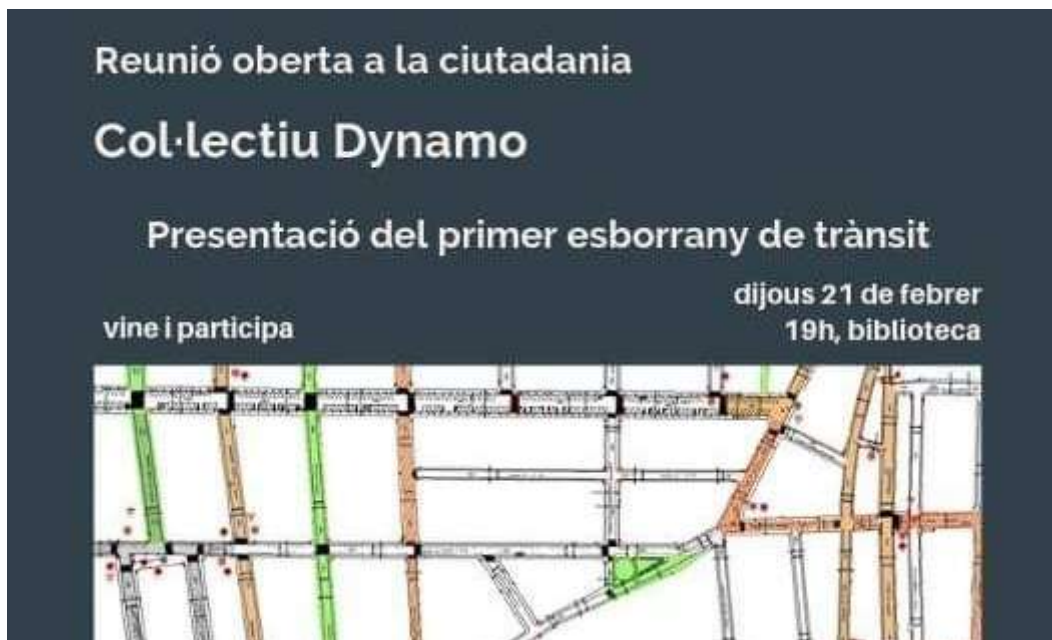 Reunió oberta a la ciutadania
Col·lectiu Dynamo
Presentació del primer esborrany de trànsit
dijous 21 de febrer
vine i participa
19h, biblioteca